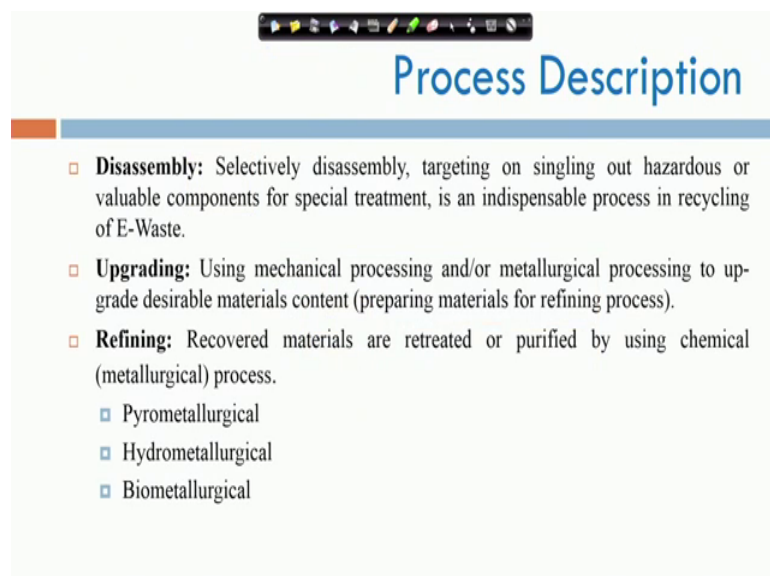 Process Description
Disassembly: Selectively disassembly, targeting on singling out hazardous or
valuable components for special treatment, is an indispensable process in recycling
of E-Waste.
Upgrading: Using mechanical processing and/or metallurgical processing to up-
grade desirable materials content (preparing materials for refining process).
Refining: Recovered materials are retreated or purified by using chemical
(metallurgical) process.
Pyrometallurgical
Hydrometallurgical
Biometallurgical